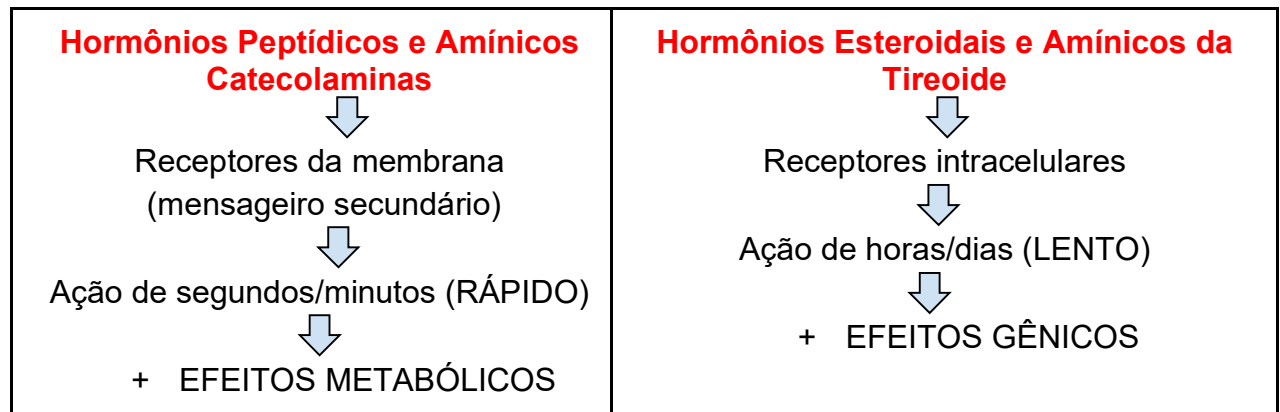 Hormônios Peptídicos e Amínicos
Catecolaminas
Receptores da membrana
(mensageiro secundário)
Ação de segundos/minutos (RÁPIDO)
+ EFEITOS METABÓLICOS
Hormônios Esteroidais e Amínicos da
Tireoide
Receptores intracelulares
Ação de horas/dias (LENTO)
+ EFEITOS GÊNICOS